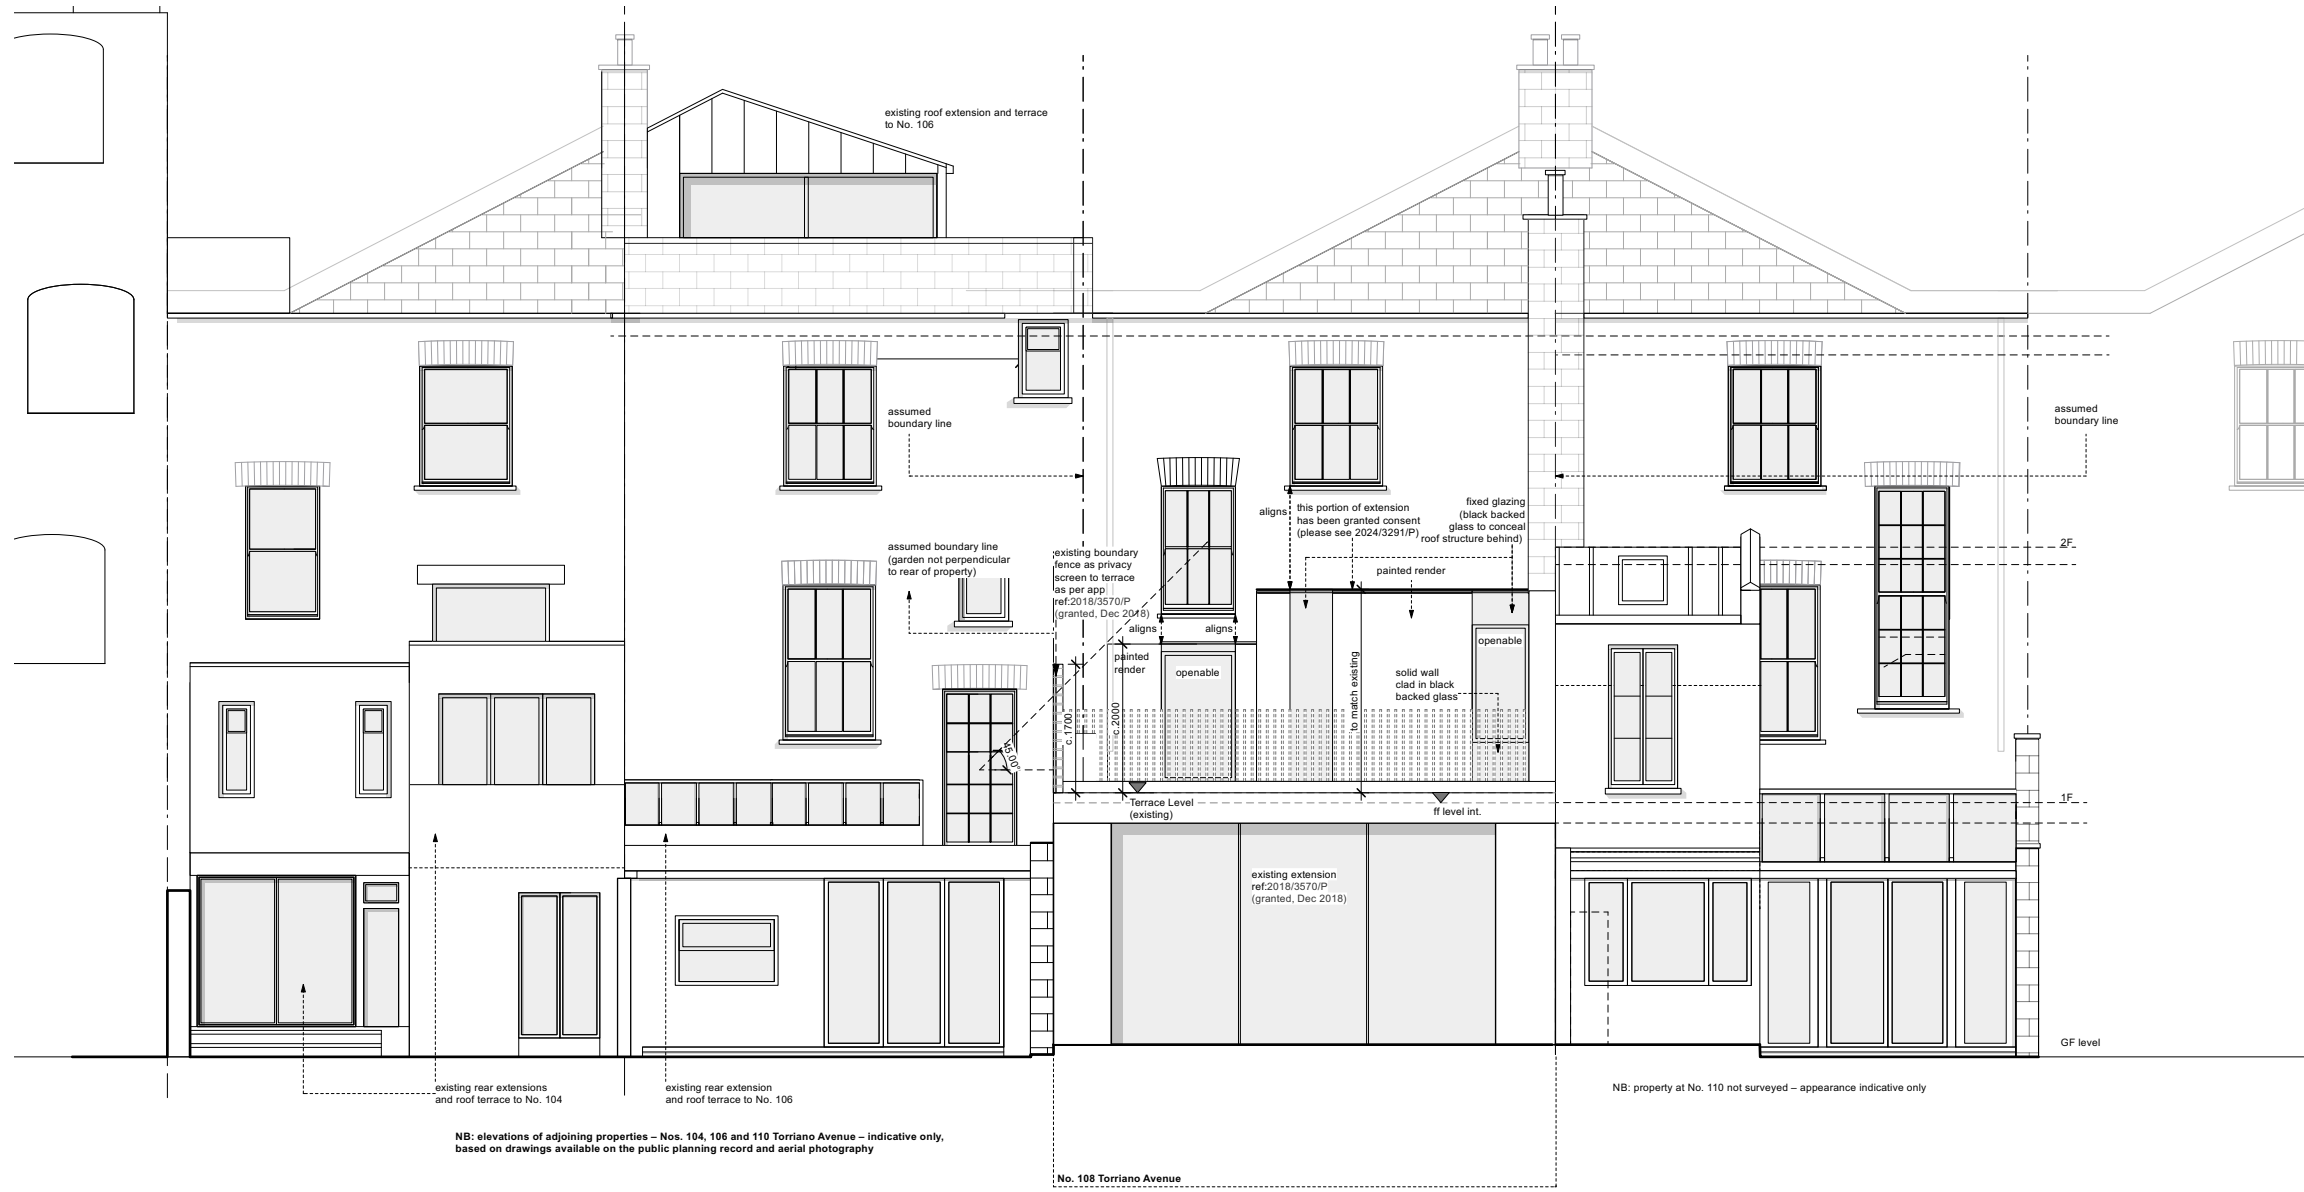 existing roof extension and terrace
to No. 106
assumed
boundary line
assumed
boundary line
aligns
this portion of extension
has been granted consent
(please see 2024/3291/P)
fixed glazing
(black backed
glass to conceal
roof structure behind)
assumed boundary line
(garden not perpendicular
to rear of property)
existing boundary
fence as privacy
screen to terrace
as per app
ref:2018/3570/P
(granted, Dec 2018)
2F
painted render
aligns
aligns
openable
painted
render
openable
to match existing
solid wall
clad in black
backed glass
c.1700
c.2000
45.00°
Terrace Level
(existing)
ff level int.
1F
existing extension
ref:2018/3570/P
(granted, Dec 2018)
GF level
existing rear extensions
and roof terrace to No. 104
existing rear extension
and roof terrace to No. 106
NB: property at No. 110 not surveyed – appearance indicative only
NB: elevations of adjoining properties – Nos. 104, 106 and 110 Torriano Avenue – indicative only,
based on drawings available on the public planning record and aerial photography
No. 108 Torriano Avenue